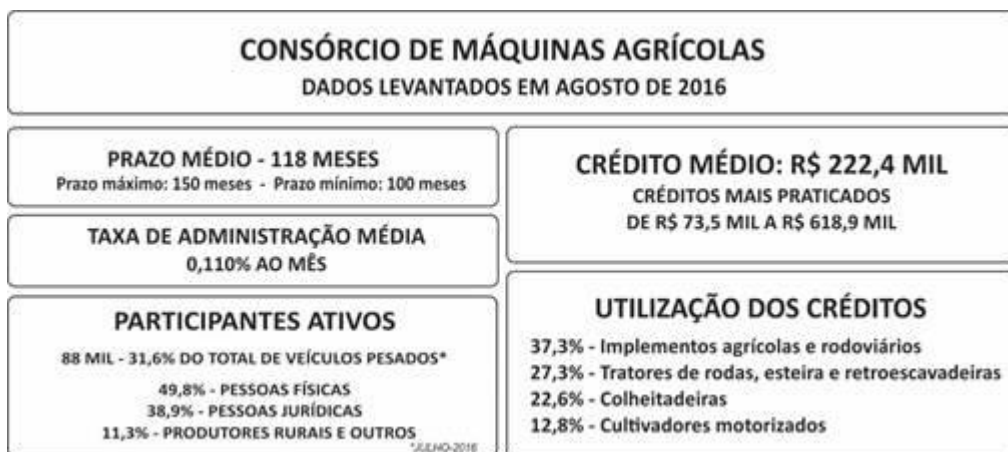 CONSÓRCIO DE MÁQUINAS AGRÍCOLAS
DADOS LEVANTADOS EM AGOSTO DE 2016
PRAZO MÉDIO - 118 MESES
Prazo máximo: 150 meses - Prazo mínimo: 100 meses
TAXA DE ADMINISTRAÇÃO MÉDIA
0,110% AO MÊS
PARTICIPANTES ATIVOS
88 MIL - 31,6% DO TOTAL DE VEÍCULOS PESADOS*
49,8% - PESSOAS FÍSICAS
38,9% - PESSOAS JURÍDICAS
11,3% - PRODUTORES RURAIS E OUTROS
*JULHO-2016
CRÉDITO MÉDIO: R$ 222,4 MIL
CRÉDITOS MAIS PRATICADOS
DE R$ 73,5 MIL A R$ 618,9 MIL
UTILIZAÇÃO DOS CRÉDITOS
37,3% - Implementos agrícolas e rodoviários
27,3% - Tratores de rodas, esteira e retroescavadeiras
22,6% - Colheitadeiras
12,8% - Cultivadores motorizados